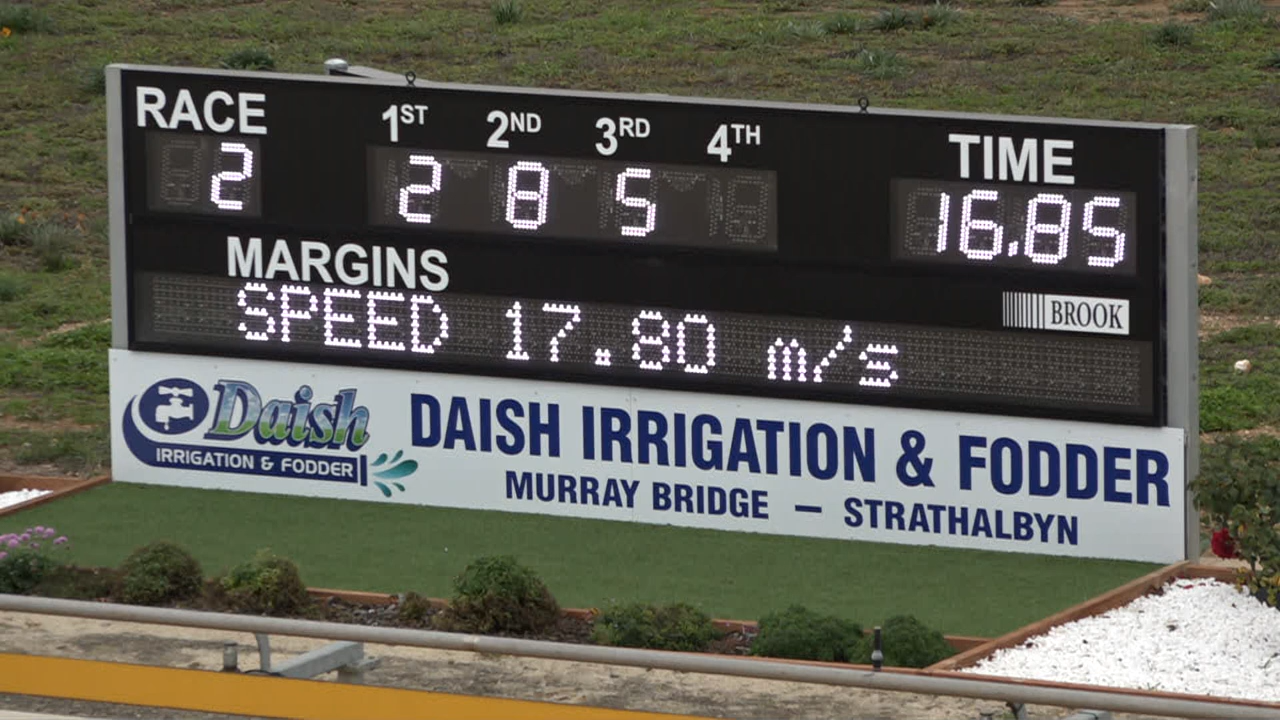 RACE 1ST 2ND 3RD 4TH TIME
2 2 8 5 16.85
MARGINS
BROOK
SPEED 17.80 m/s
Daish
IRRIGATION & FODDER
DAISH IRRIGATION & FODDER
MURRAY BRIDGE – STRATHALBYN